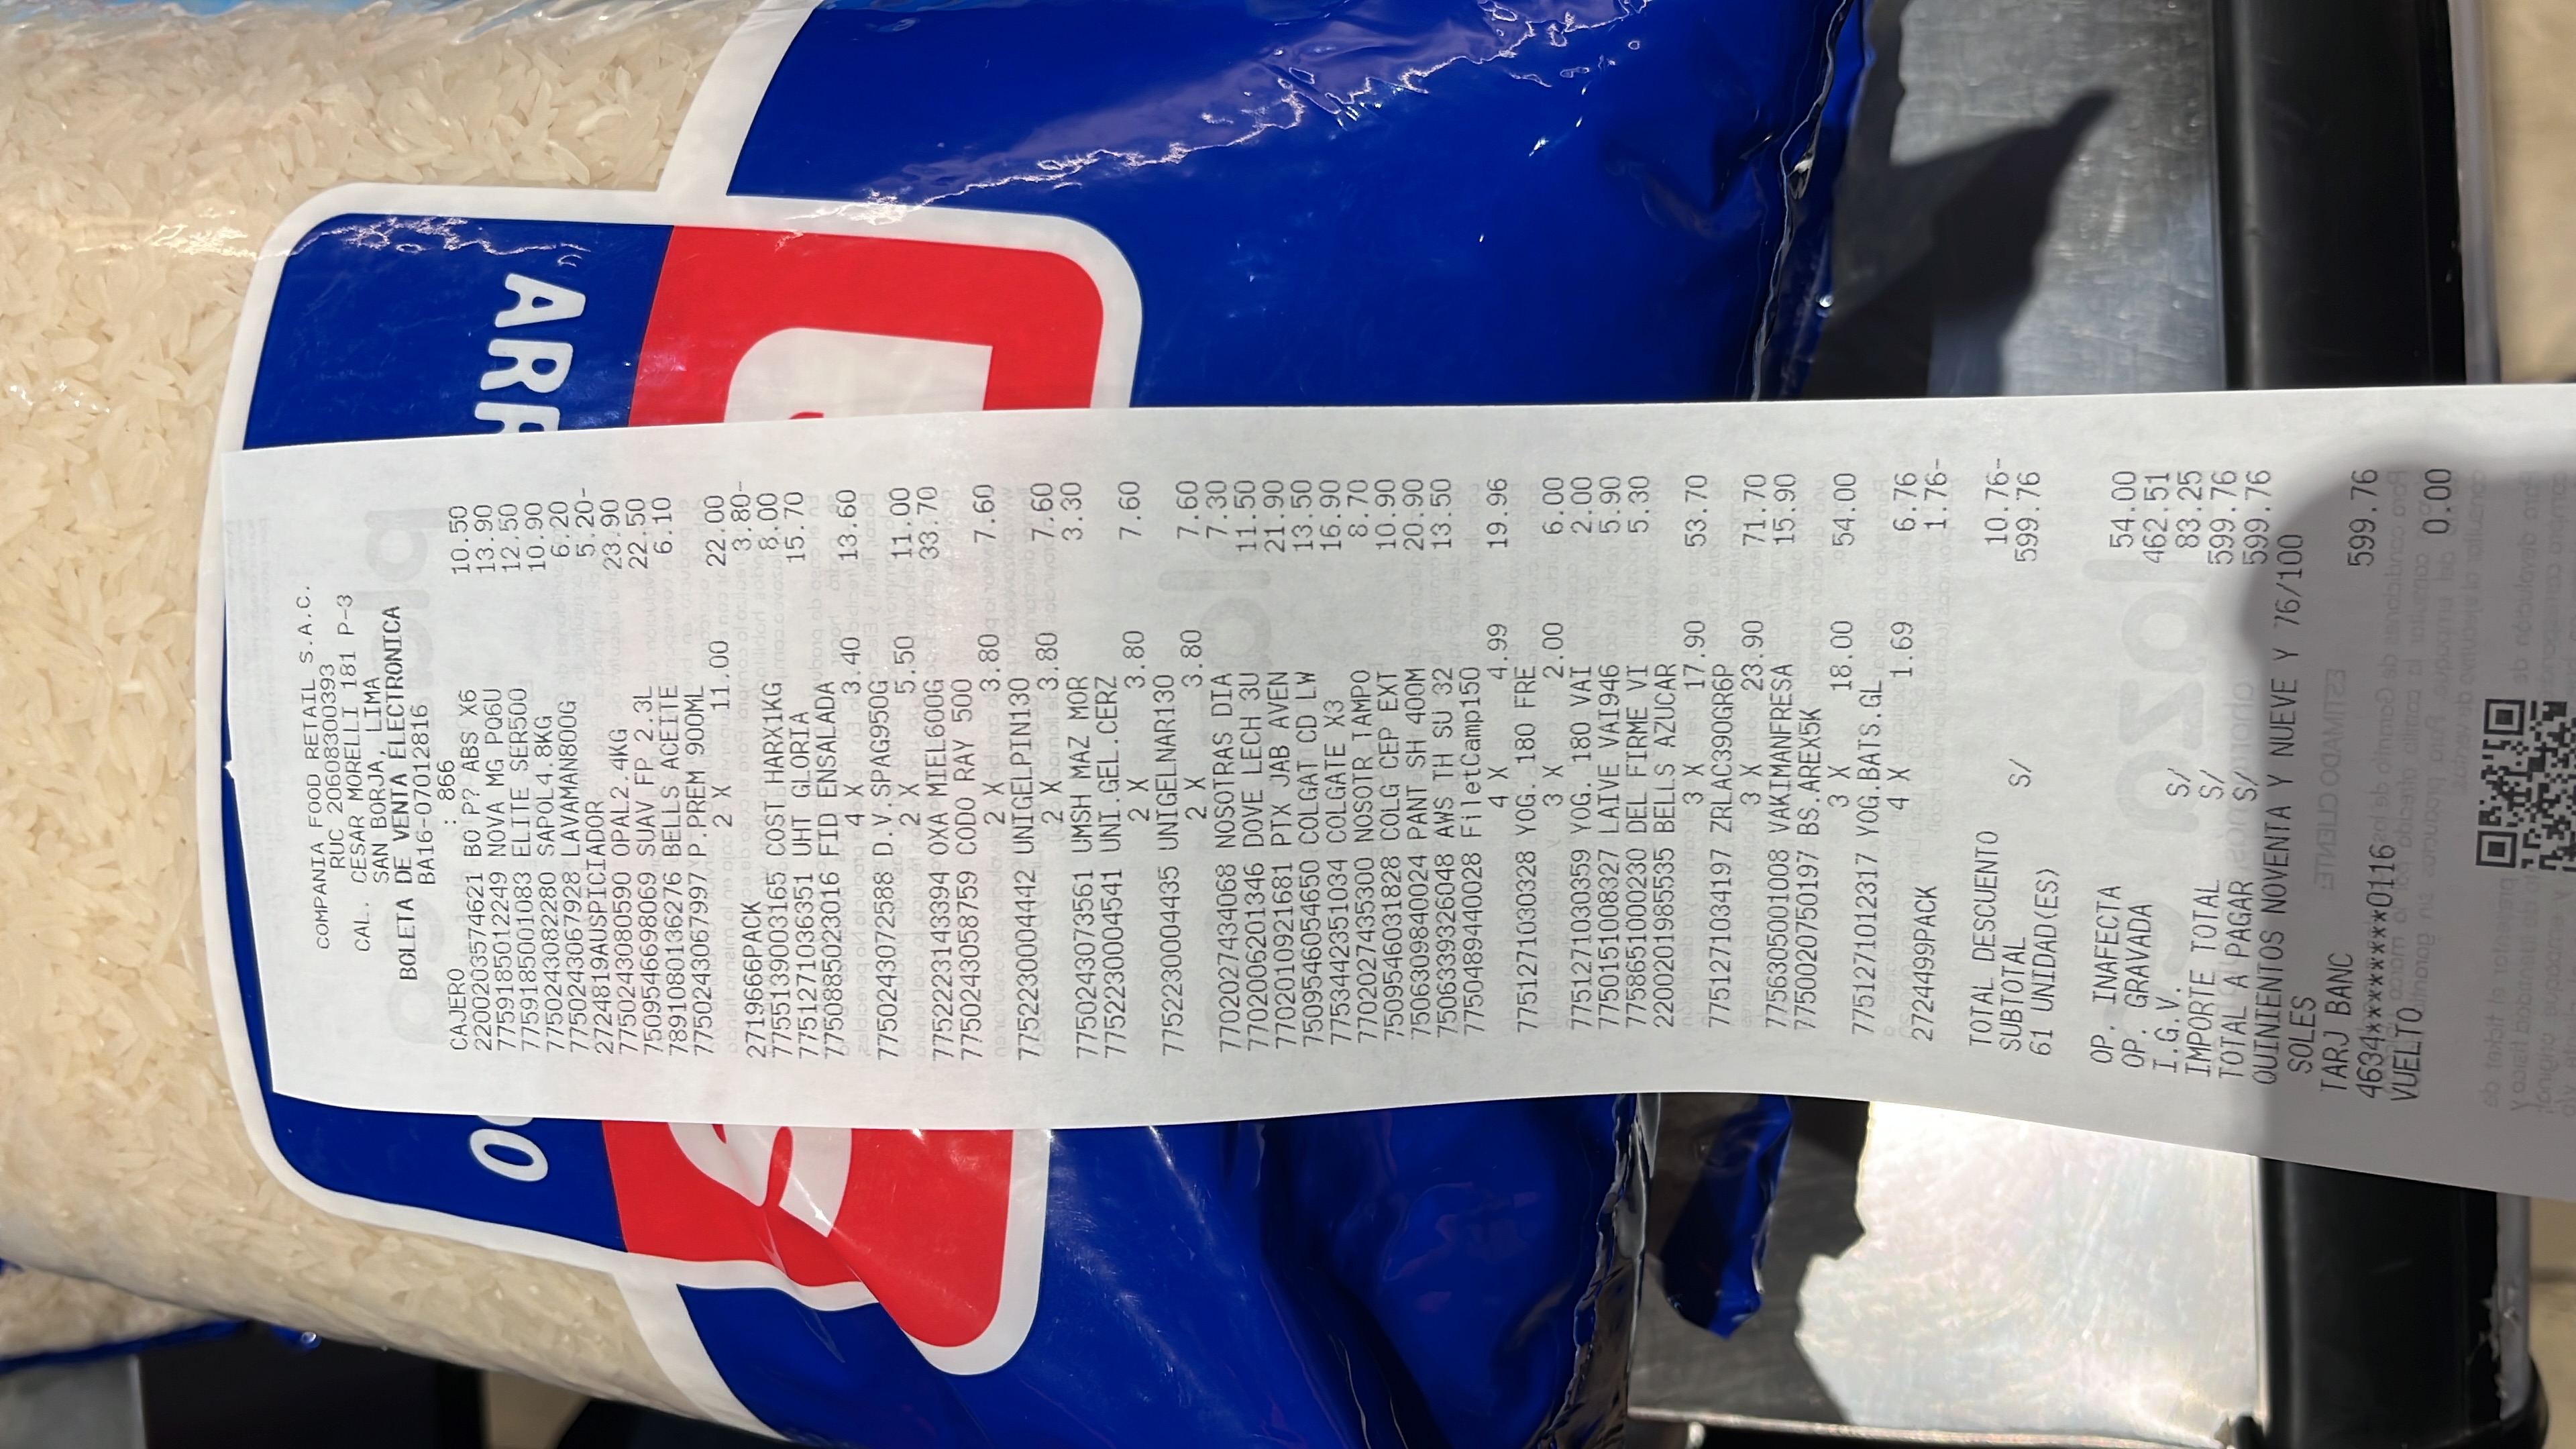 COMPANIA FOOD RETAIL S.A.C.
RUC 20608300393
CAL. CESAR MORELLI 181 P-3
SAN BORJA, LIMA
BOLETA DE VENTA ELECTRONICA
BA16-07012816
CAJERO : 866
2200203574621 BO P? ABS X6 10.50
7759185012249 NOVA MG PQ6U 13.90
7759185001083 ELITE SER500 12.50
7750243082280 SAPOL4.8KG 10.90
7750243067928 LAVAMAN800G 6.20
2724819AUSPICIADOR 5.20-
7750243080590 OPAL2.4KG 23.90
7509546698069 SUAV FP 2.3L 22.50
7891080136276 BELLS ACEITE 6.10
7750243067997 P.PREM 900ML
2 X 11.00 22.00
2719666PACK 3.80-
7755139003165 COST HARX1KG 8.00
7751271036351 UHT GLORIA 15.70
7750885023016 FID ENSALADA
4 X 3.40 13.60
7750243072588 D.V.SPAG950G
2 X 5.50 11.00
7752223143394 OXA MIEL600G 33.70
7750243058759 CODO RAY 500
2 X 3.80 7.60
7752230004442 UNIGELPIN130
2 X 3.80 7.60
7750243073561 UMSH MAZ MOR 3.30
7752230004541 UNI.GEL.CERZ
2 X 3.80 7.60
7752230004435 UNIGELNAR130
2 X 3.80 7.60
7702027434068 NOSOTRAS DIA 7.30
7702006201346 DOVE LECH 3U 11.50
7702010921681 PTX JAB AVEN 21.90
7509546054650 COLGAT CD LW 13.50
7753442351034 COLGATE X3 16.90
7702027435300 NOSOTR TAMPO 8.70
7509546031828 COLG CEP EXT 10.90
7506309840024 PANT SH 400M 20.90
7506339326048 AWS TH SU 32 13.50
7750489440028 FiletCamp150
4 X 4.99 19.96
7751271030328 YOG. 180 FRE
3 X 2.00 6.00
7751271030359 YOG. 180 VAI 2.00
7750151008327 LAIVE VAI946 5.90
7758651000230 DEL FIRME VI 5.30
2200201985535 BELLS AZUCAR
3 X 17.90 53.70
7751271034197 ZRLAC390GR6P
3 X 23.90 71.70
7756305001008 VAKIMANFRESA 15.90
7750020750197 BS.AREX5K
3 X 18.00 54.00
7751271012317 YOG.BATS.GL
4 X 1.69 6.76
2724499PACK 1.76-
TOTAL DESCUENTO 10.76-
SUBTOTAL S/ 599.76
61 UNIDAD(ES)
OP. INAFECTA 54.00
OP. GRAVADA 462.51
I.G.V. S/ 83.25
IMPORTE TOTAL S/ 599.76
TOTAL A PAGAR S/ 599.76
QUINIENTOS NOVENTA Y NUEVE Y 76/100
SOLES
TARJ BANC 599.76
4634********0116
VUELTO 0.00